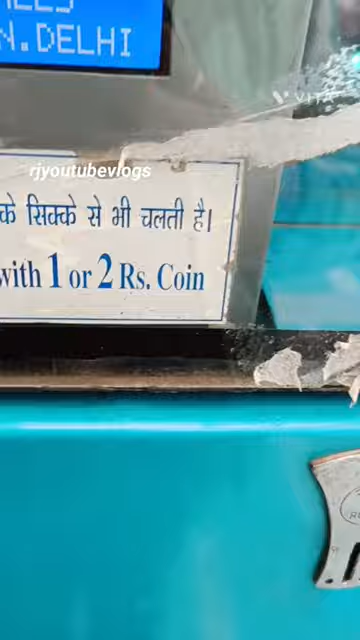 N.DELHI
rjyoutubevlogs
के सिक्के से भी चलती है।
with 1 or 2 Rs. Coin